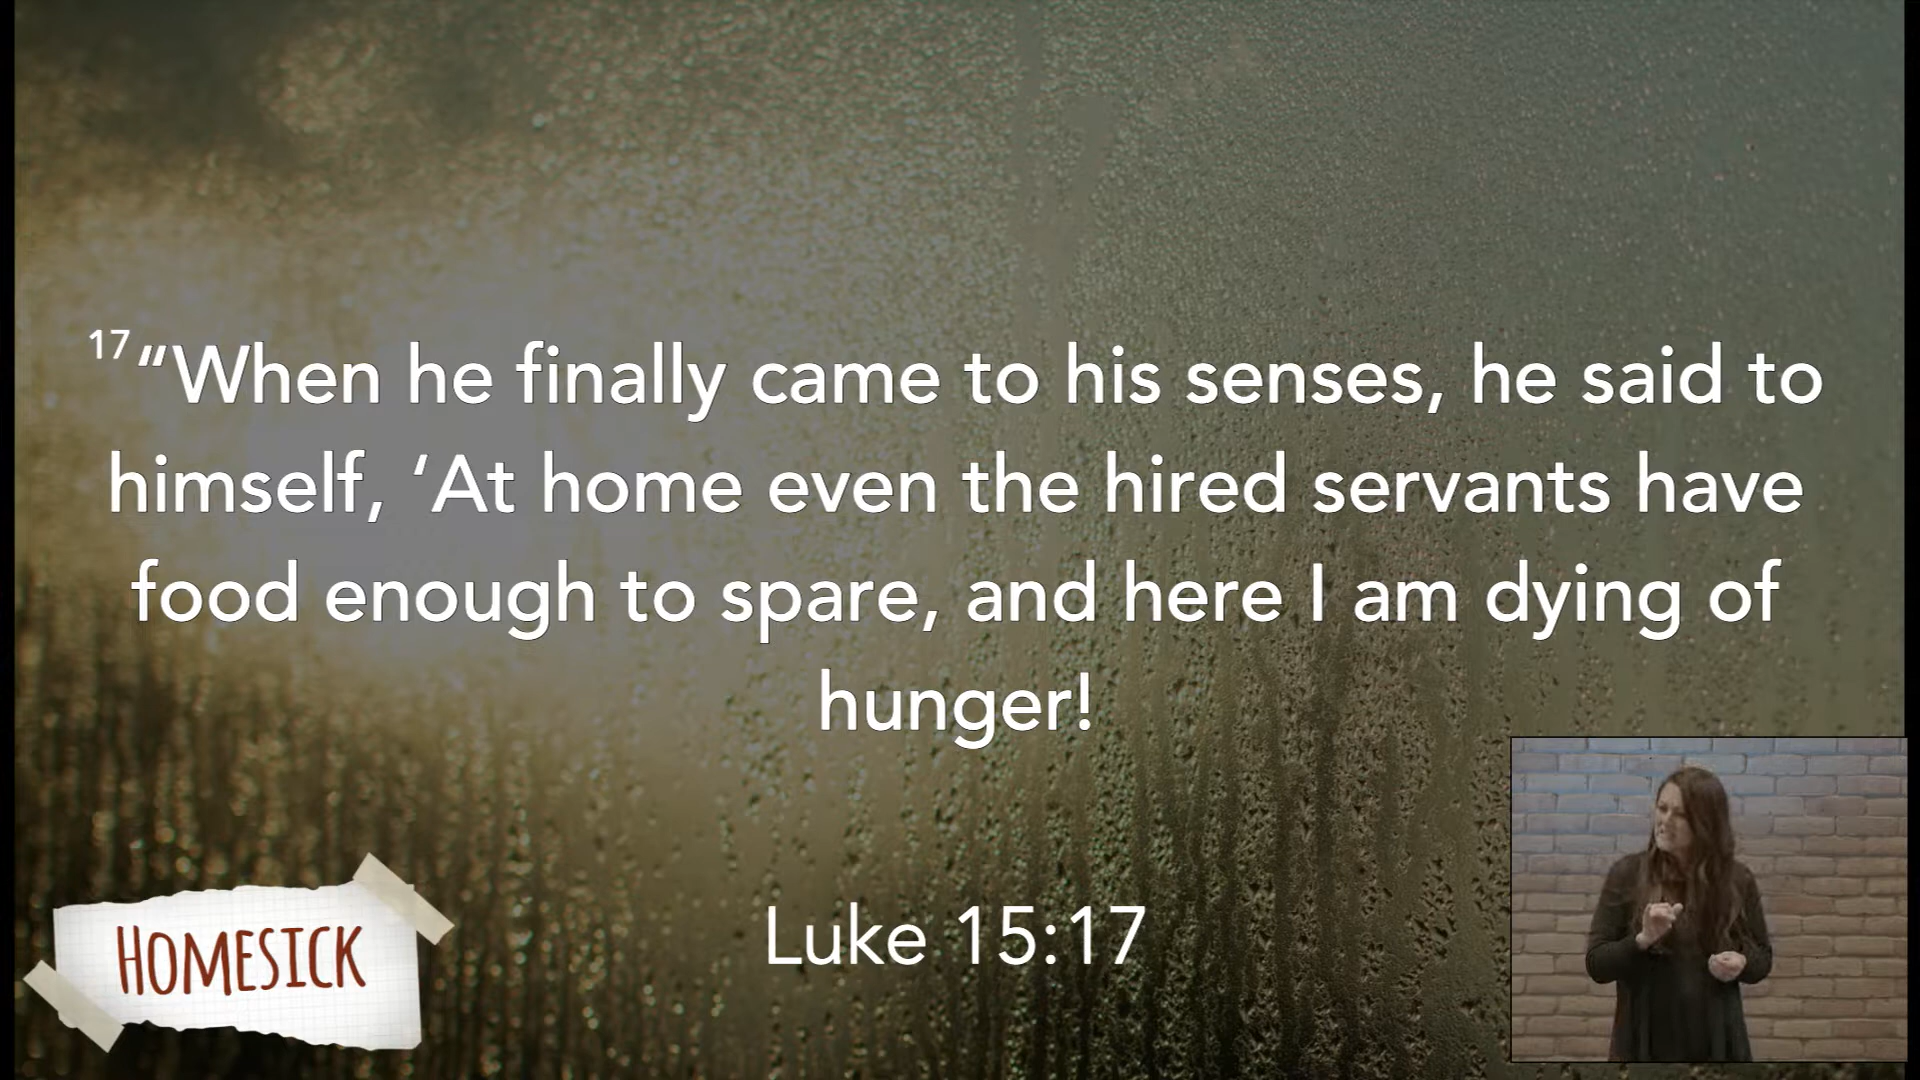 17“When he finally came to his senses, he said to
himself, ‘At home even the hired servants have
food enough to spare, and here I am dying of
hunger!
Luke 15:17
HOMESICK